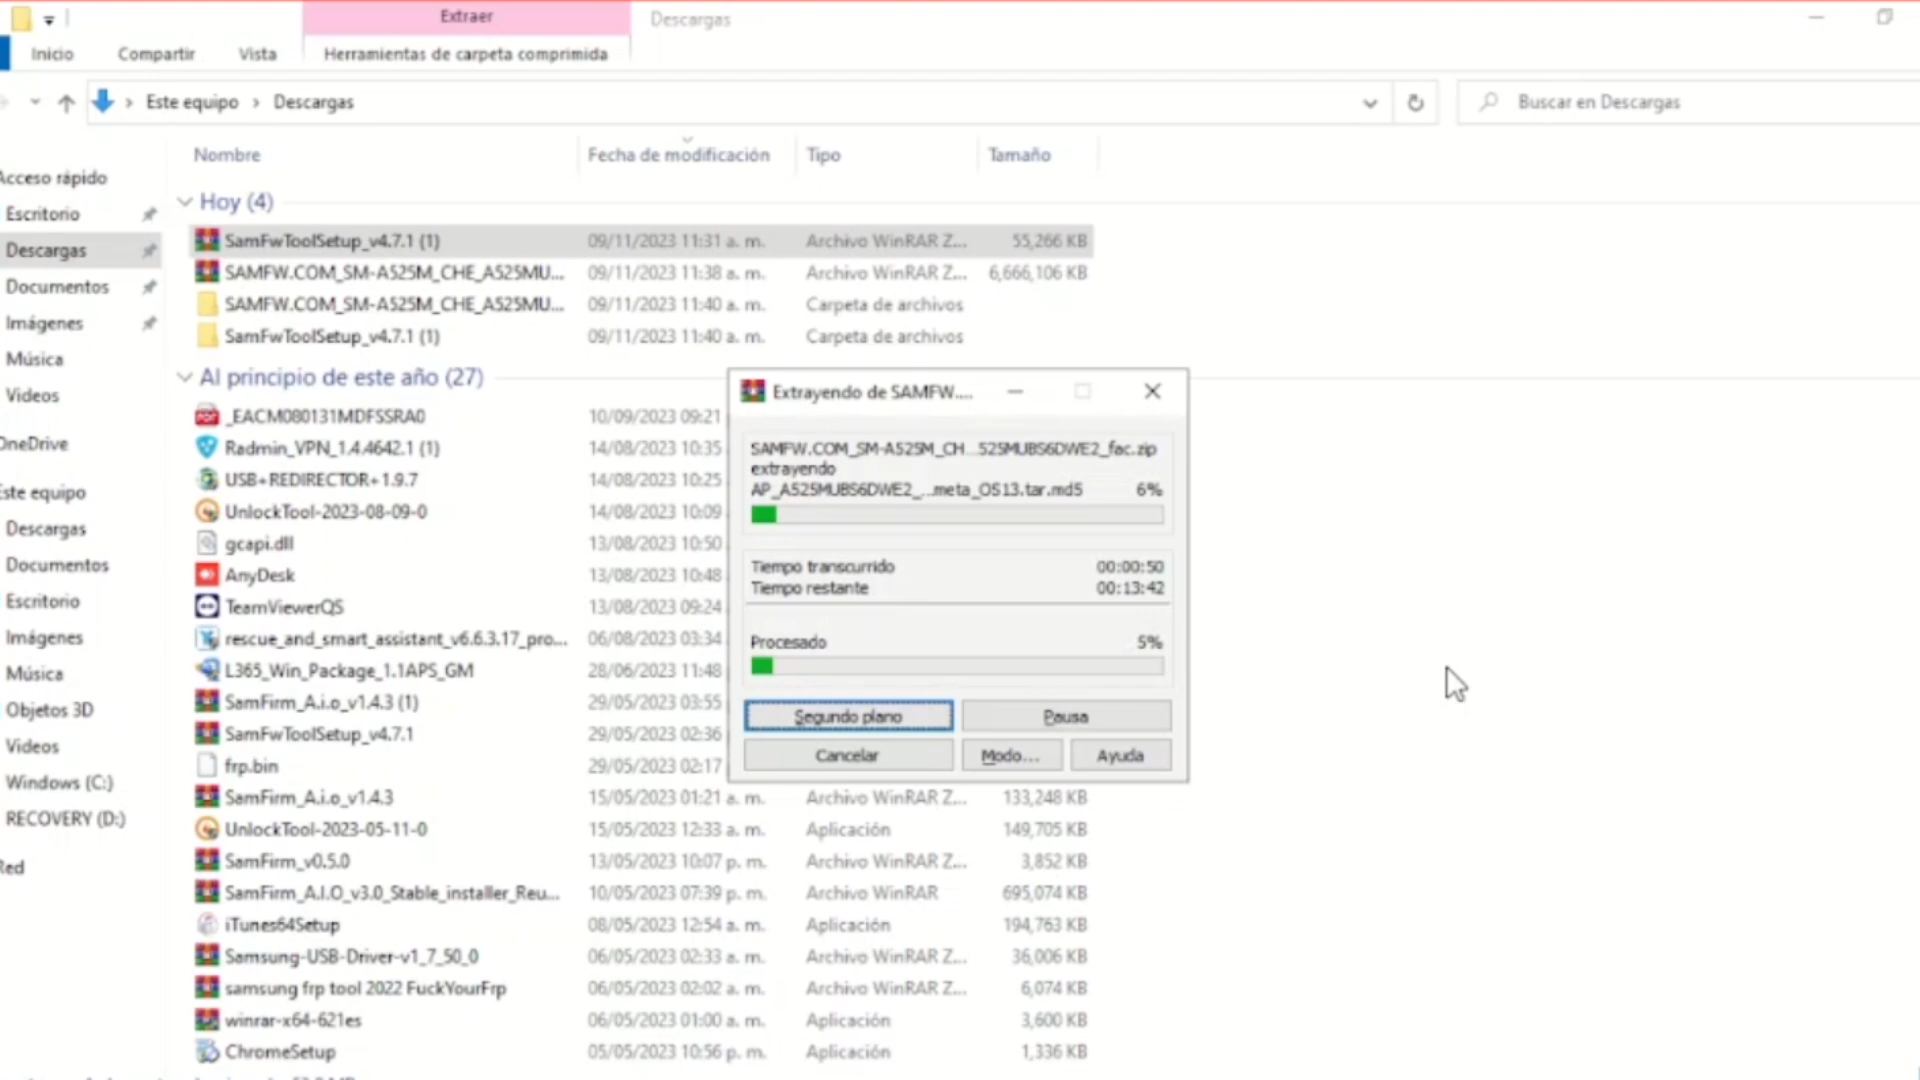 Extraer
Descargas
Inicio
Compartir
Vista
Herramientas de carpeta comprimida
Este equipo > Descargas
Buscar en Descargas
Nombre
Fecha de modificación
Tipo
Tamaño
Acceso rápido
Escritorio
Descargas
Documentos
Imágenes
Música
Videos
OneDrive
Este equipo
Descargas
Documentos
Escritorio
Imágenes
Música
Objetos 3D
Videos
Windows (C:)
RECOVERY (D:)
Red
Hoy (4)
SamFwToolSetup_v4.7.1 (1) 09/11/2023 11:31 a. m. Archivo WinRAR Z... 55,266 KB
SAMFW.COM_SM-A525M_CHE_A525MU... 09/11/2023 11:38 a. m. Archivo WinRAR Z... 6,666,106 KB
SAMFW.COM_SM-A525M_CHE_A525MU... 09/11/2023 11:40 a. m. Carpeta de archivos
SamFwToolSetup_v4.7.1 (1) 09/11/2023 11:40 a. m. Carpeta de archivos
Al principio de este año (27)
_EACM080131MDFSSRA0 10/09/2023 09:21
Radmin_VPN_1.4.4642.1 (1) 14/08/2023 10:35
USB+REDIRECTOR+1.9.7 14/08/2023 10:25
UnlockTool-2023-08-09-0 14/08/2023 10:09
gcapi.dll 13/08/2023 10:50
AnyDesk 13/08/2023 10:48
TeamViewerQS 13/08/2023 09:24
rescue_and_smart_assistant_v6.6.3.17_pro... 06/08/2023 03:34
L365_Win_Package_1.1APS_GM 28/06/2023 11:48
SamFirm_A.i.o_v1.4.3 (1) 29/05/2023 03:55
SamFwToolSetup_v4.7.1 29/05/2023 02:36
frp.bin 29/05/2023 02:17
SamFirm_A.i.o_v1.4.3 15/05/2023 01:21 a. m. Archivo WinRAR Z... 133,248 KB
UnlockTool-2023-05-11-0 15/05/2023 12:33 a. m. Aplicación 149,705 KB
SamFirm_v0.5.0 13/05/2023 10:07 p. m. Archivo WinRAR Z... 3,852 KB
SamFirm_A.I.O_v3.0_Stable_installer_Reu... 10/05/2023 07:39 p. m. Archivo WinRAR 695,074 KB
iTunes64Setup 08/05/2023 12:54 a. m. Aplicación 194,763 KB
Samsung-USB-Driver-v1_7_50_0 06/05/2023 02:33 a. m. Archivo WinRAR Z... 36,006 KB
samsung frp tool 2022 FuckYourFrp 06/05/2023 02:02 a. m. Archivo WinRAR Z... 6,074 KB
winrar-x64-621es 06/05/2023 01:00 a. m. Aplicación 3,600 KB
ChromeSetup 05/05/2023 10:56 p. m. Aplicación 1,336 KB
Extrayendo de SAMFW....
SAMFW.COM_SM-A525M_CH...525MUBS6DWE2_fac.zip
extrayendo
AP_A525MUBS6DWE2_...meta_OS13.tar.md5 6%
Tiempo transcurrido 00:00:50
Tiempo restante 00:13:42
Procesado 5%
Segundo plano
Pausa
Cancelar
Modo...
Ayuda